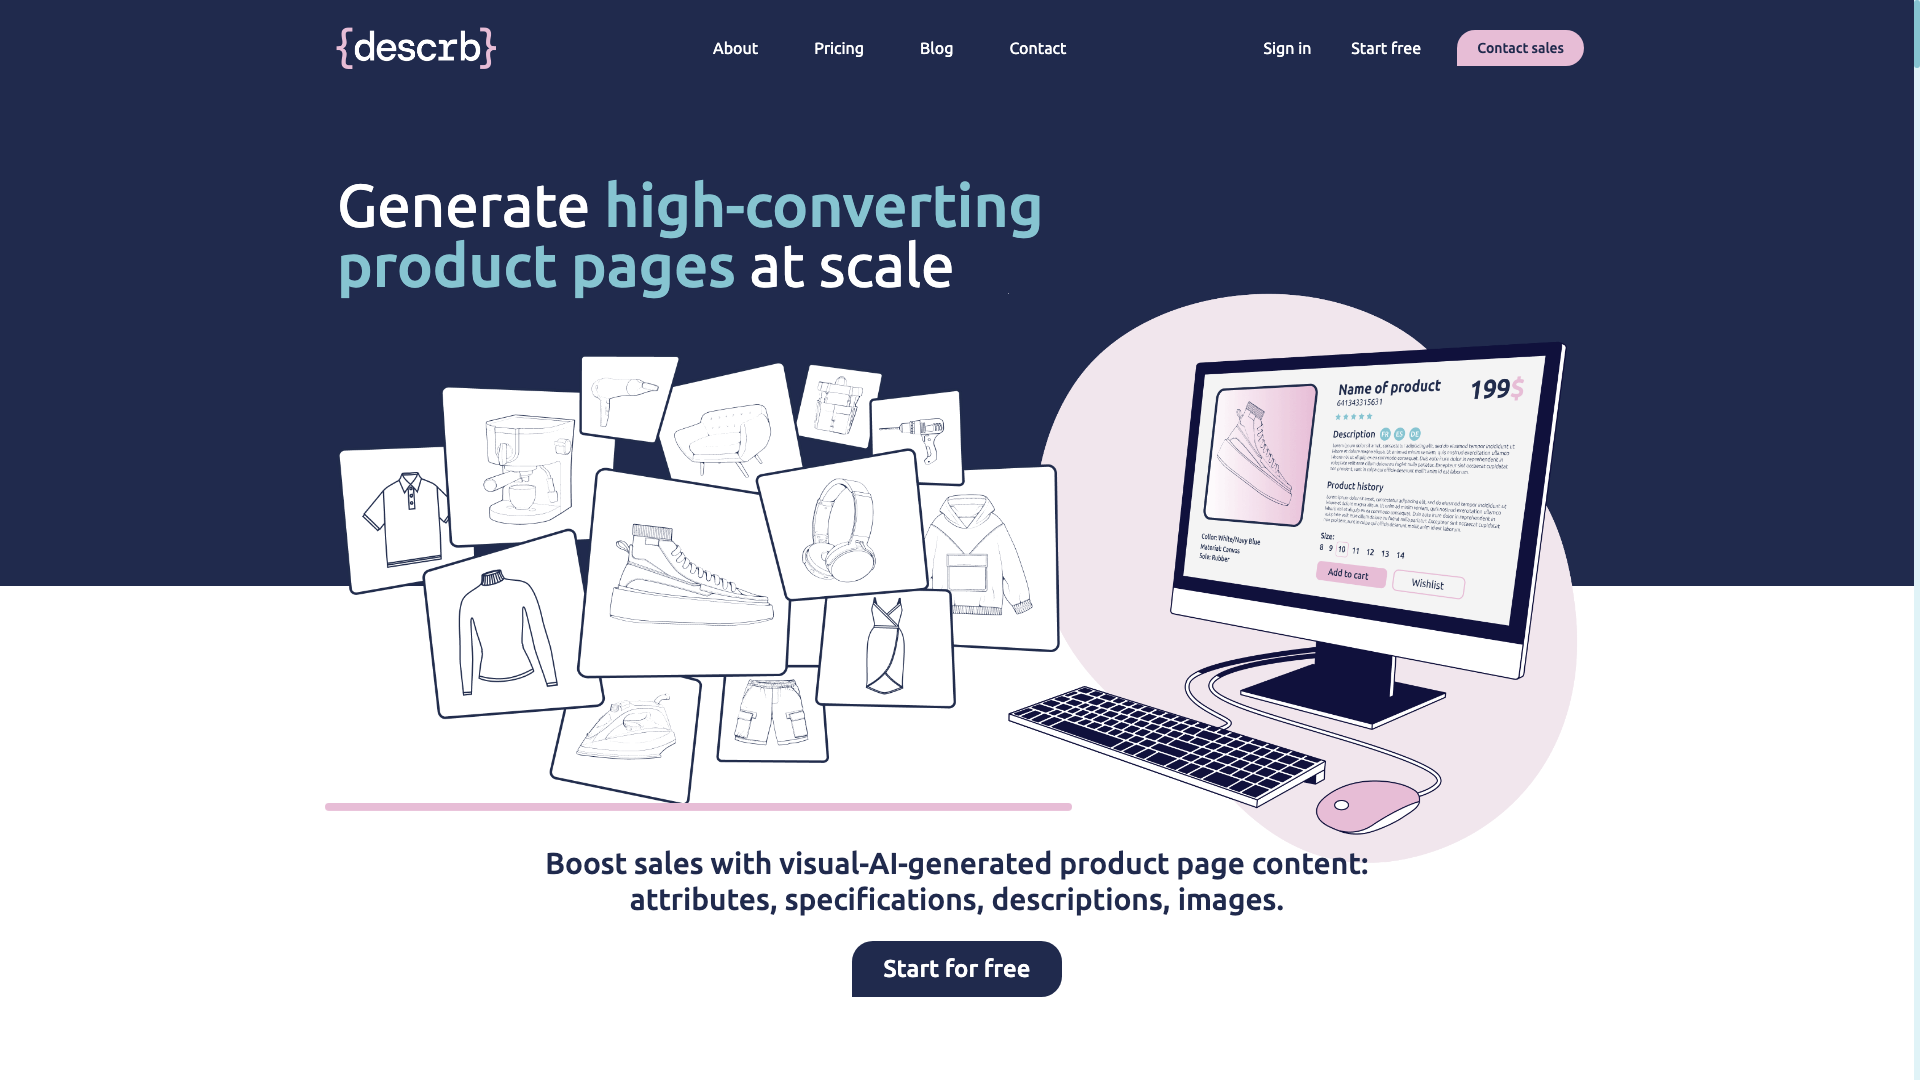 {descrb}
About
Pricing
Blog
Contact
Sign in
Start free
Contact sales
Generate high-converting
product pages at scale
Name of product
641343315631
199$
Description FR ES DE
Product history
Color: White/Navy Blue
Material: Canvas
Sole: Rubber
Size:
8 9 10 11 12 13 14
Add to cart
Wishlist
Boost sales with visual-AI-generated product page content:
attributes, specifications, descriptions, images.
Start for free